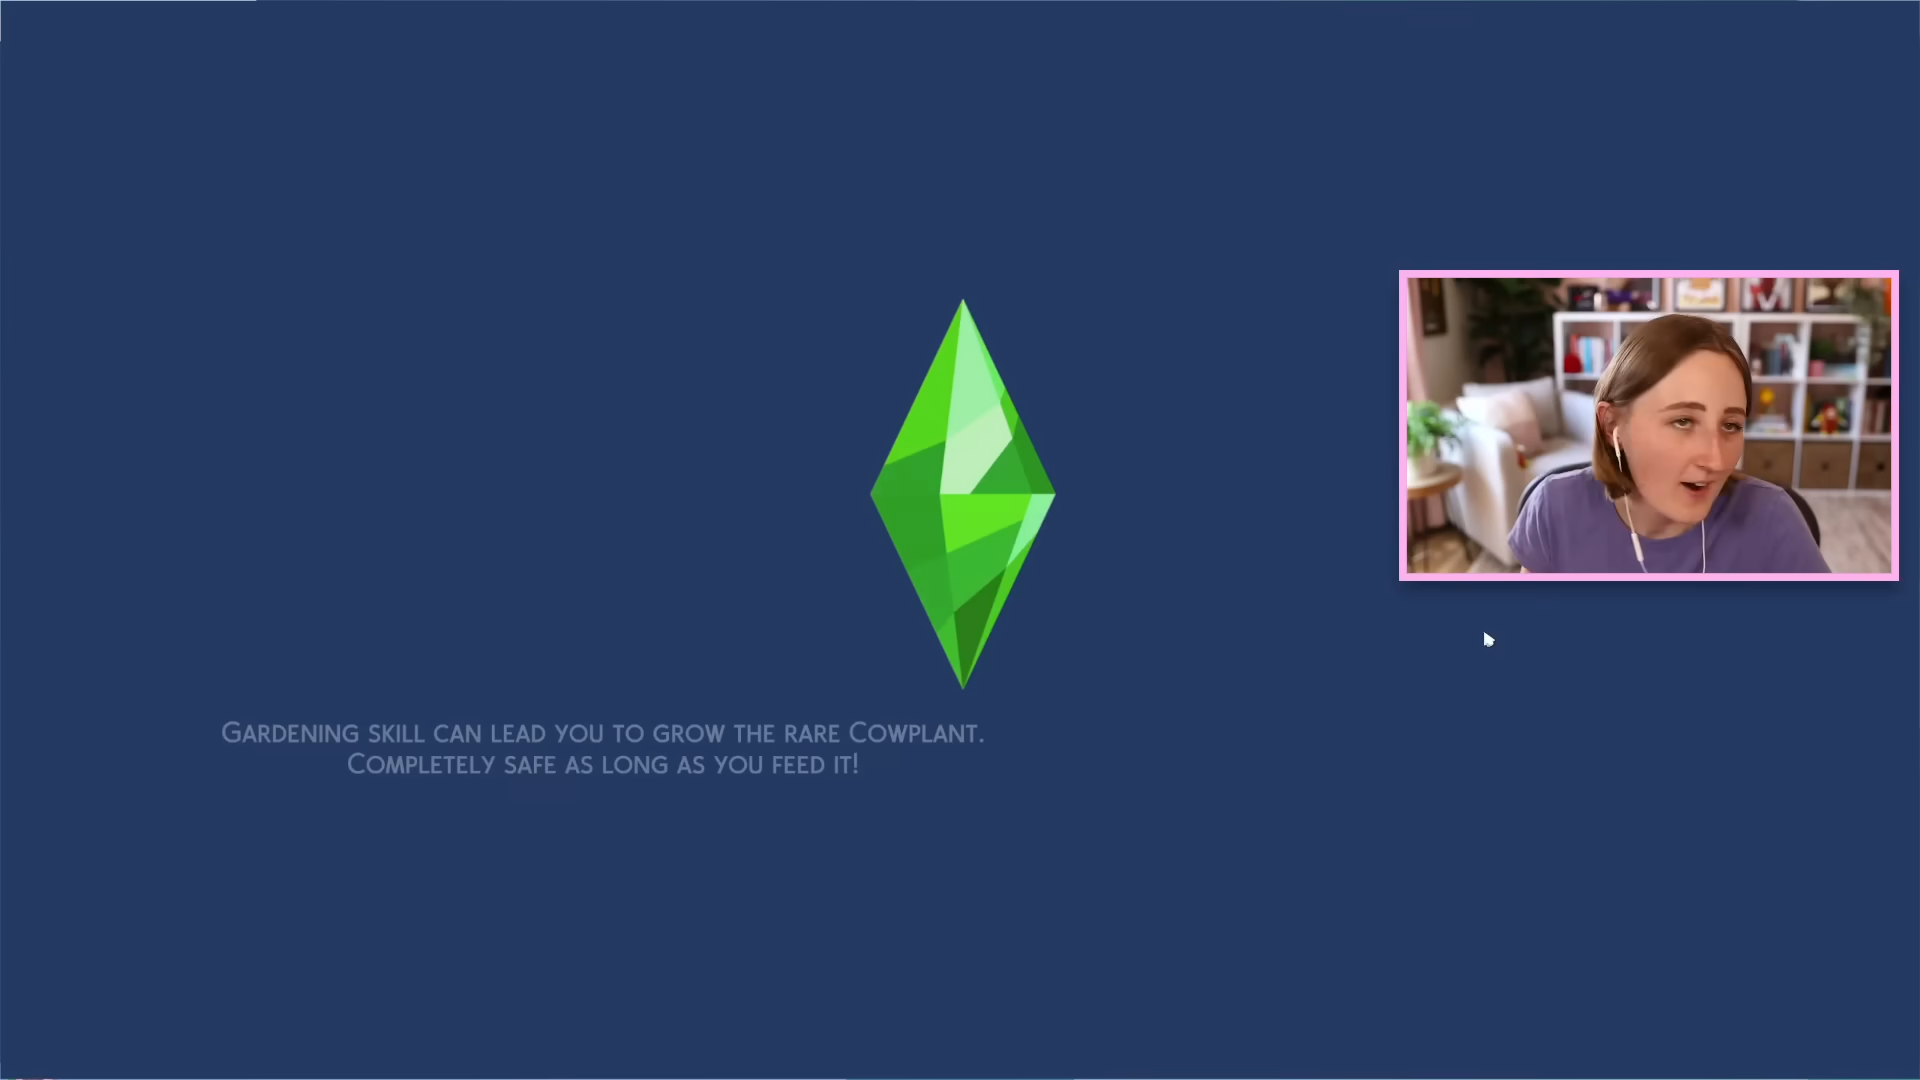 Gardening skill can lead you to grow the rare Cowplant.
Completely safe as long as you feed it!